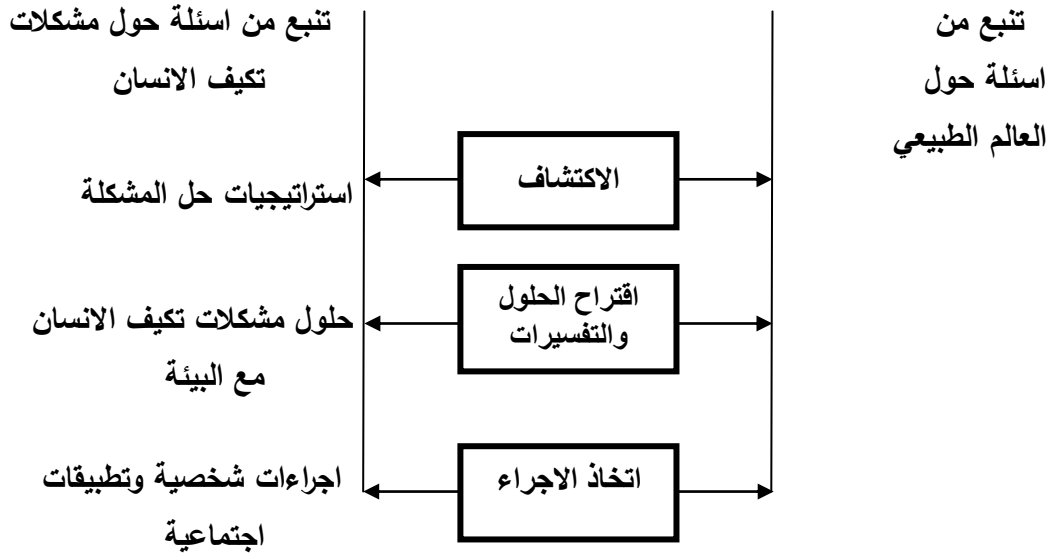 تنبع من
اسئلة حول
العالم الطبيعي
تنبع من اسئلة حول مشكلات
تكيف الانسان
الاكتشاف
استراتيجيات حل المشكلة
اقتراح الحلول
والتفسيرات
حلول مشكلات تكيف الانسان
مع البيئة
اتخاذ الاجراء
اجراءات شخصية وتطبيقات
اجتماعية